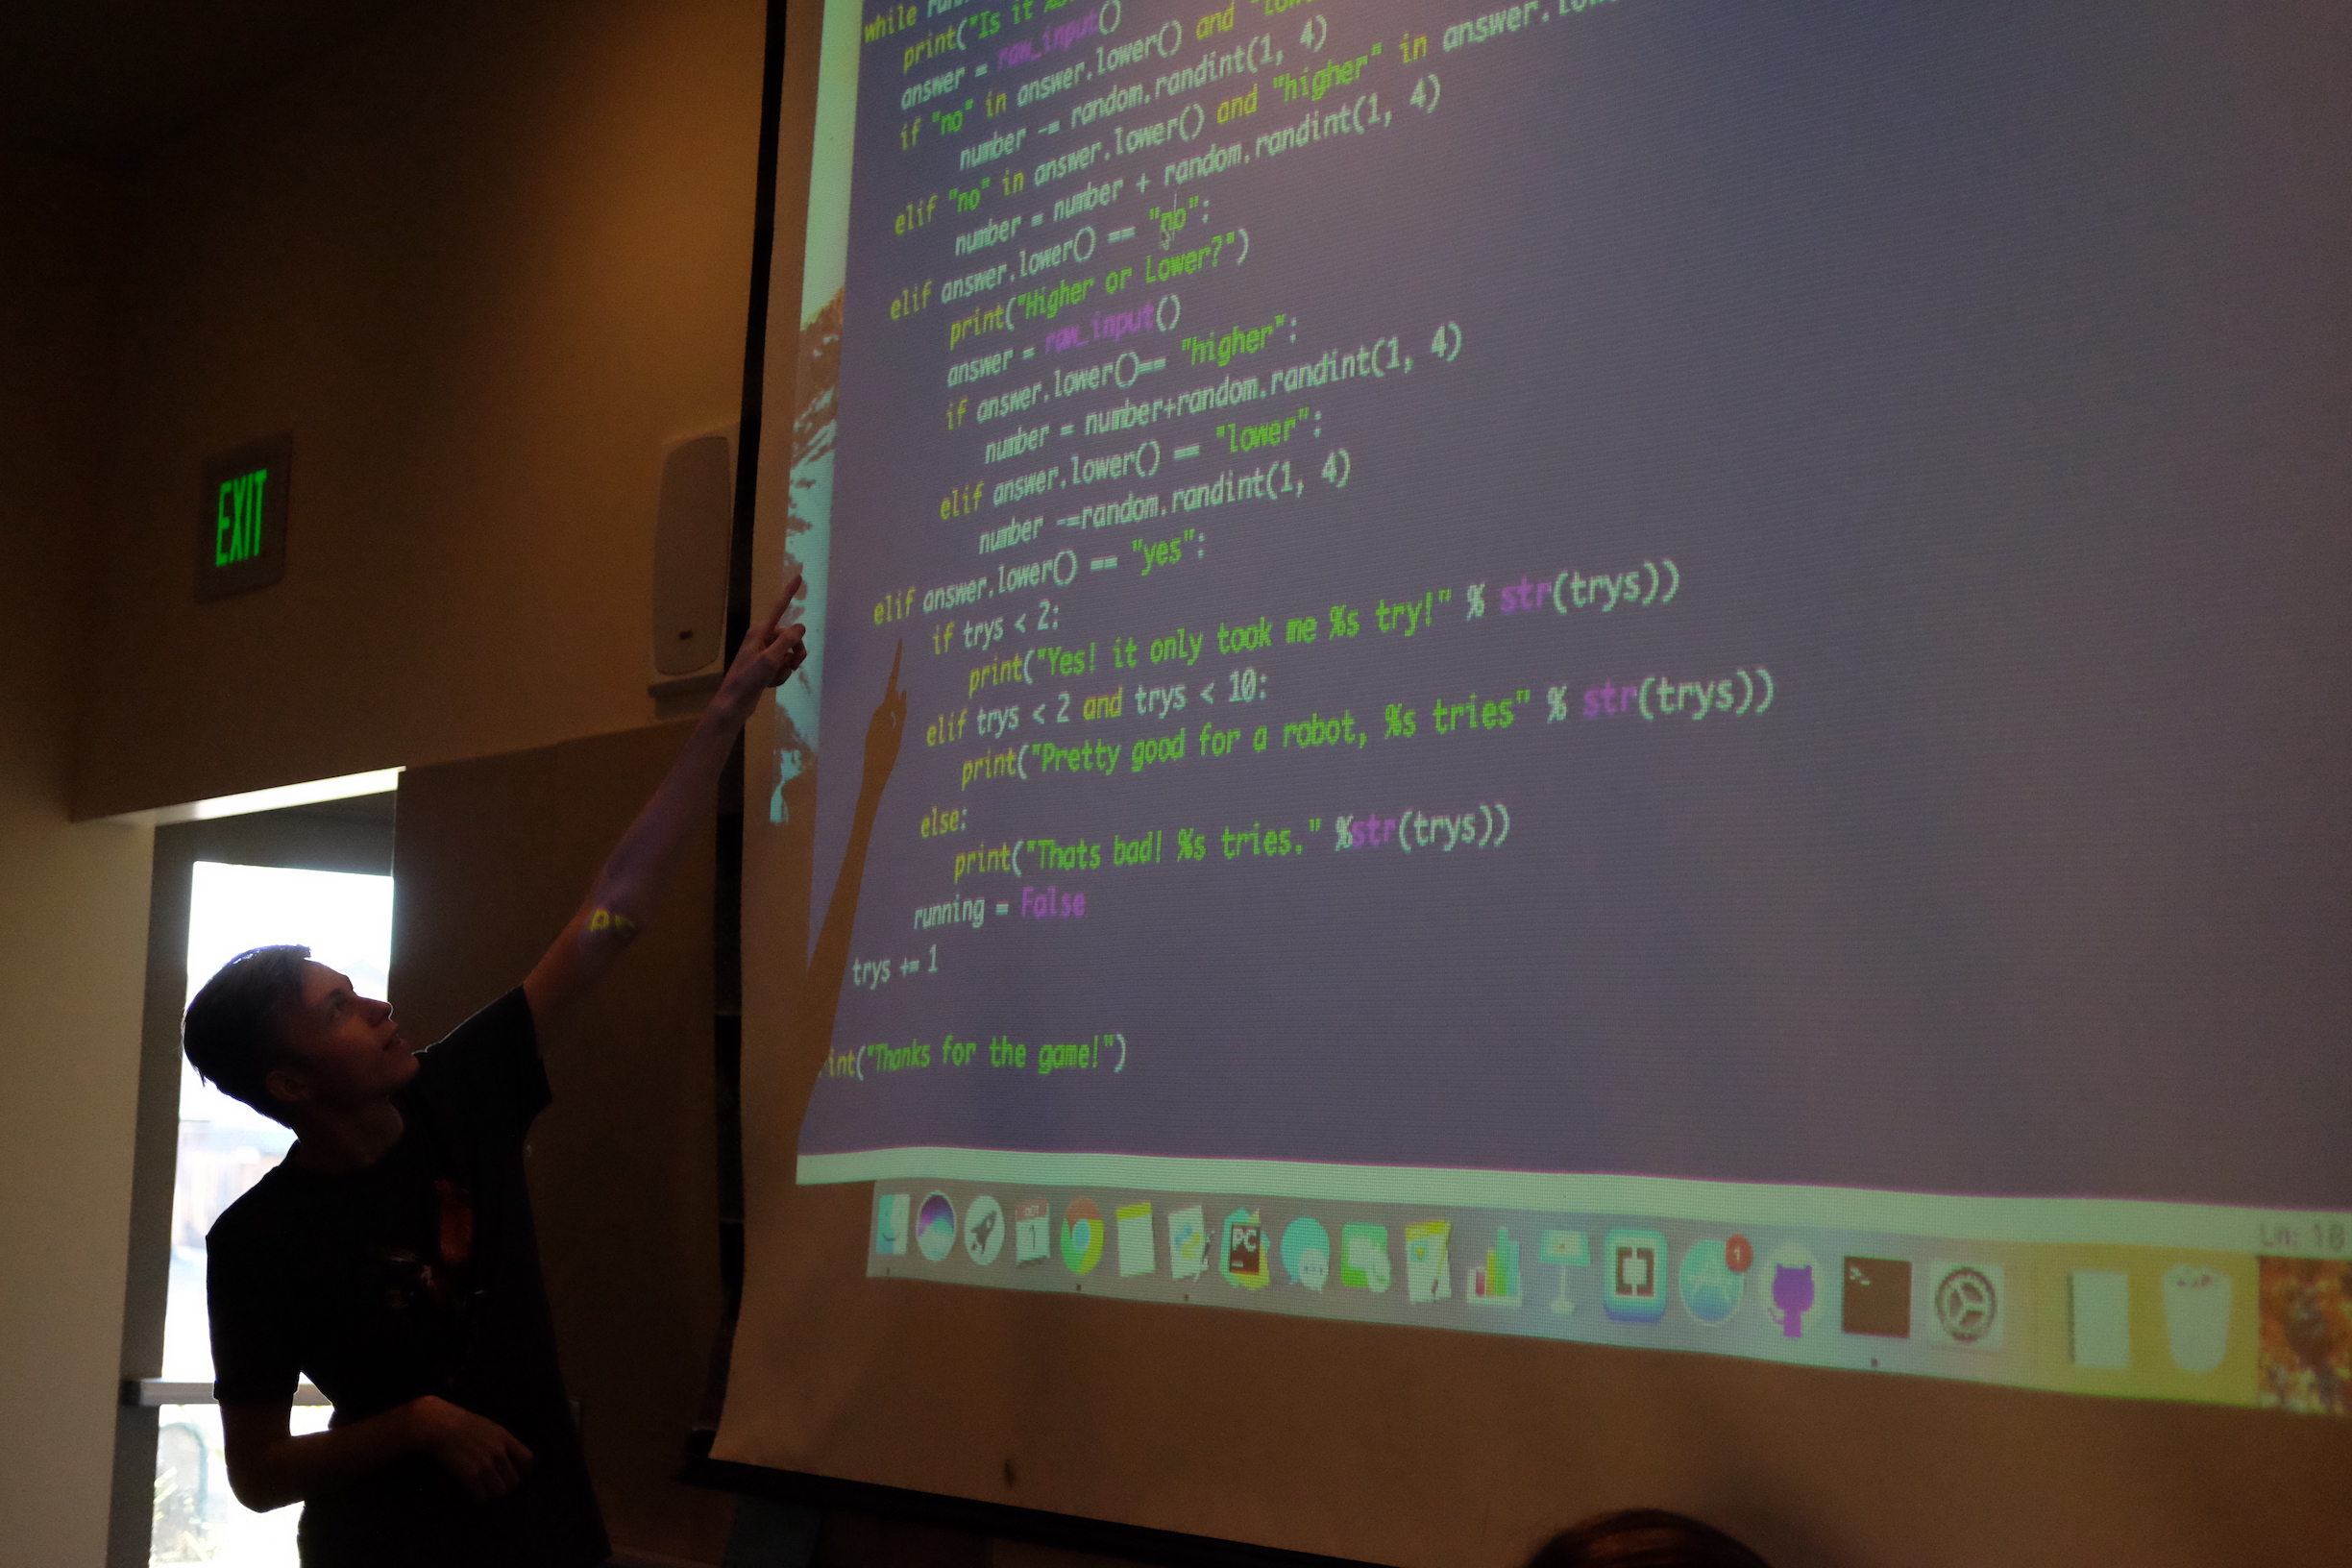 while
print("Is it
answer = raw_input()
if "no" in answer.lower() and
number -= random.randint(1, 4)
elif "no" in answer.lower() and "higher" in answer.
number = number + random.randint(1, 4)
elif answer.lower() == "no":
print("Higher or Lower?")
answer = raw_input()
if answer.lower()== "higher":
number = number+random.randint(1, 4)
elif answer.lower() == "lower":
number -=random.randint(1, 4)
elif answer.lower() == "yes":
if trys < 2:
print("Yes! it only took me %s try!" % str(trys))
elif trys < 2 and trys < 10:
print("Pretty good for a robot, %s tries" % str(trys))
else:
print("Thats bad! %s tries." %str(trys))
running = False
trys += 1
int("Thanks for the game!")
Ln: 18
EXIT
OCT
1
PC
1
>_